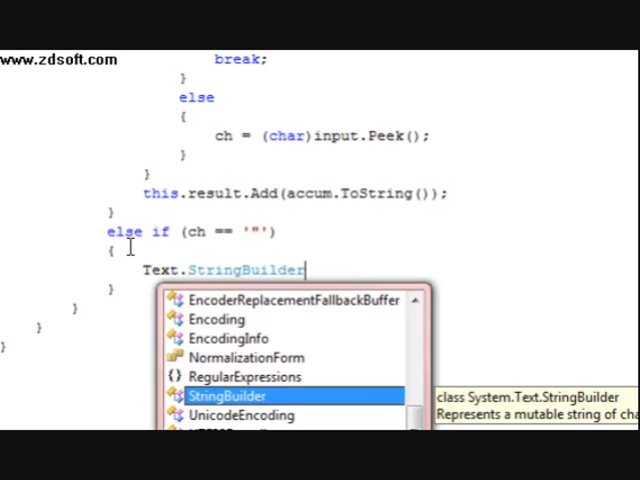 www.zdsoft.com
break;
}
else
{
ch = (char)input.Peek();
}
}
this.result.Add(accum.ToString());
}
else if (ch == '"')
{
Text.StringBuilder
}
}
}
}
EncoderReplacementFallbackBuffer
Encoding
EncodingInfo
NormalizationForm
{} RegularExpressions
StringBuilder
UnicodeEncoding
class System.Text.StringBuilder
Represents a mutable string of cha